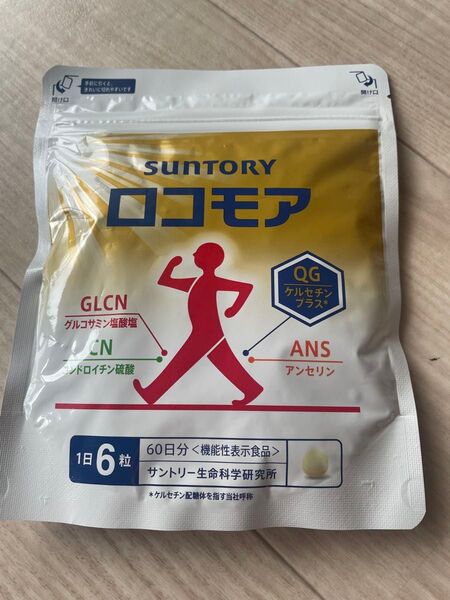 開け口
手前に引くと、
きれいに切れやすいです
開け口
SUNTORY
ロコモア
QG
ケルセチン
プラス*
GLCN
グルコサミン塩酸塩
CN
コンドロイチン硫酸
ANS
アンセリン
1日6粒
60日分<機能性表示食品>
サントリー生命科学研究所
*ケルセチン配糖体を指す当社呼称